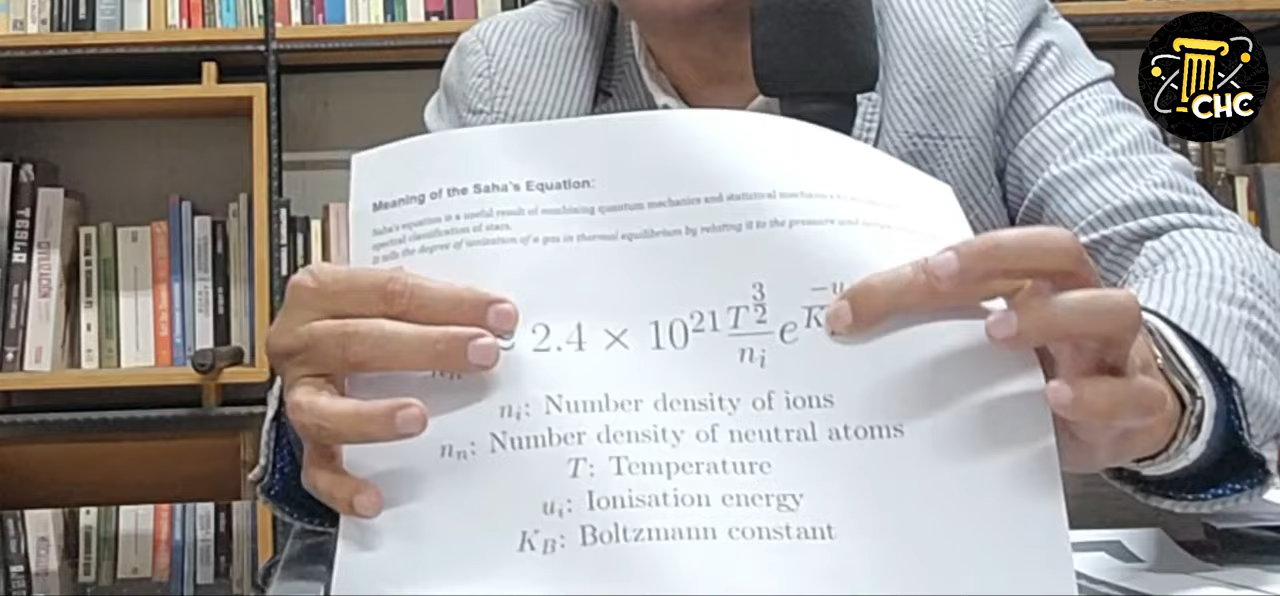 CHC
TESLA
CIVILIZACIÓN
Meaning of the Saha's Equation:
Saha's equation is a useful result of combining quantum mechanics and statistical mechanics
spectral classification of stars.
It tells the degree of ionization of a gas in thermal equilibrium by relating it to the pressure and
2.4 × 10²¹ T^(3/2)/nᵢ e^(-u/K
nᵢ: Number density of ions
nₙ: Number density of neutral atoms
T: Temperature
uᵢ: Ionisation energy
K_B: Boltzmann constant